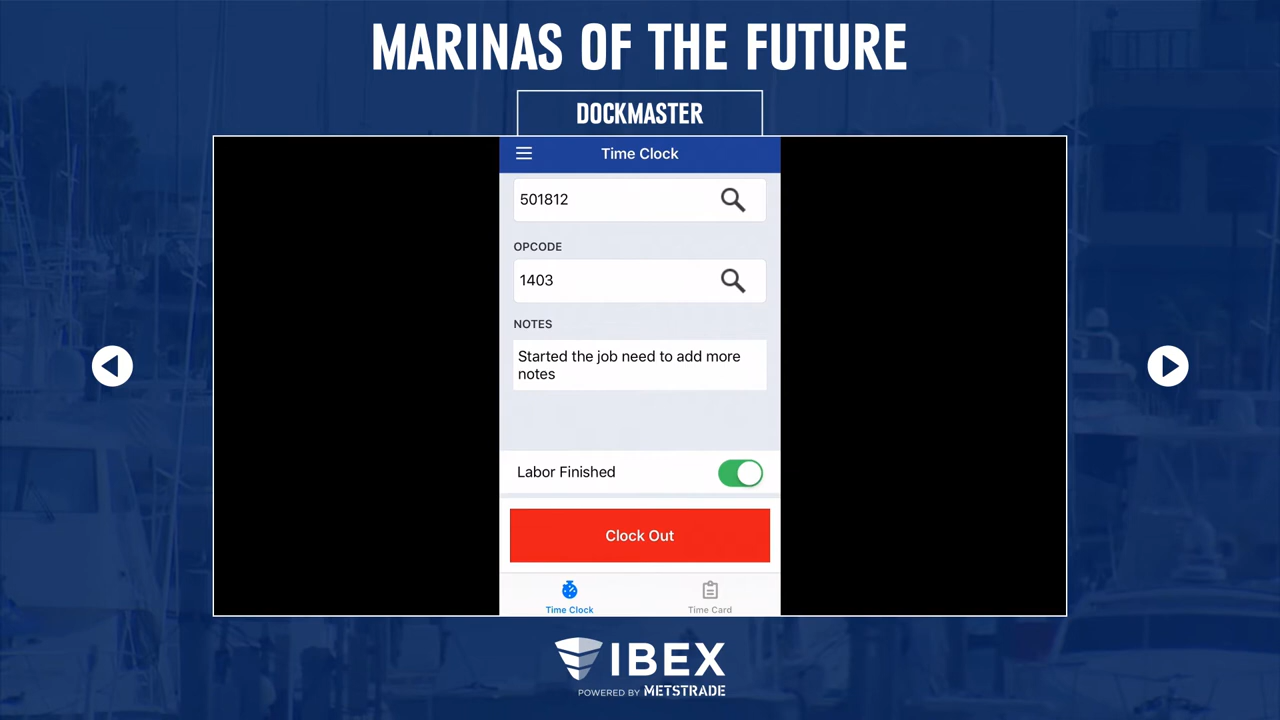 MARINAS OF THE FUTURE
DOCKMASTER
Time Clock
501812
OPCODE
1403
NOTES
Started the job need to add more
notes
Labor Finished
Clock Out
Time Clock
Time Card
IBEX
POWERED BY METSTRADE